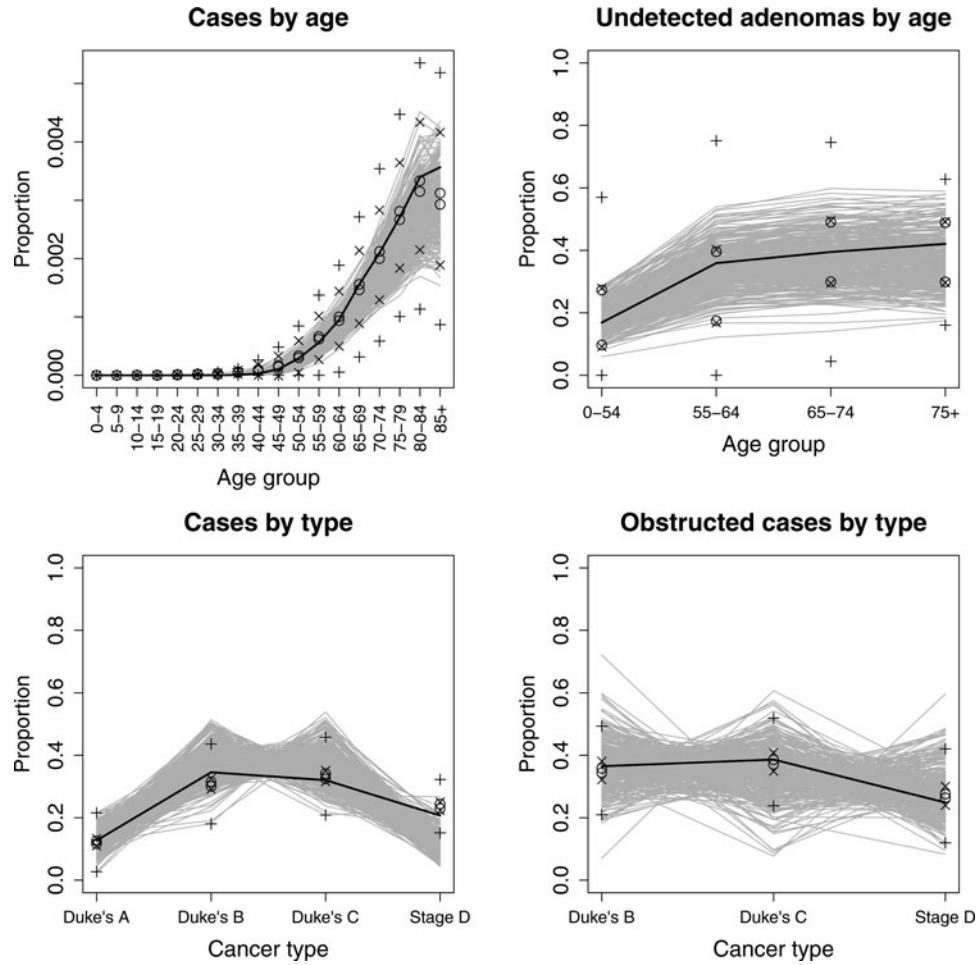 Cases by age
Proportion
0.004
0.002
0.000
0–4
5–9
10–14
15–19
20–24
25–29
30–34
35–39
40–44
45–49
50–54
55–59
60–64
65–69
70–74
75–79
80–84
85+
Age group
Undetected adenomas by age
Proportion
1.0
0.8
0.6
0.4
0.2
0.0
0–54
55–64
65–74
75+
Age group
Cases by type
Proportion
1.0
0.8
0.6
0.4
0.2
0.0
Duke's A
Duke's B
Duke's C
Stage D
Cancer type
Obstructed cases by type
Proportion
1.0
0.8
0.6
0.4
0.2
0.0
Duke's B
Duke's C
Stage D
Cancer type